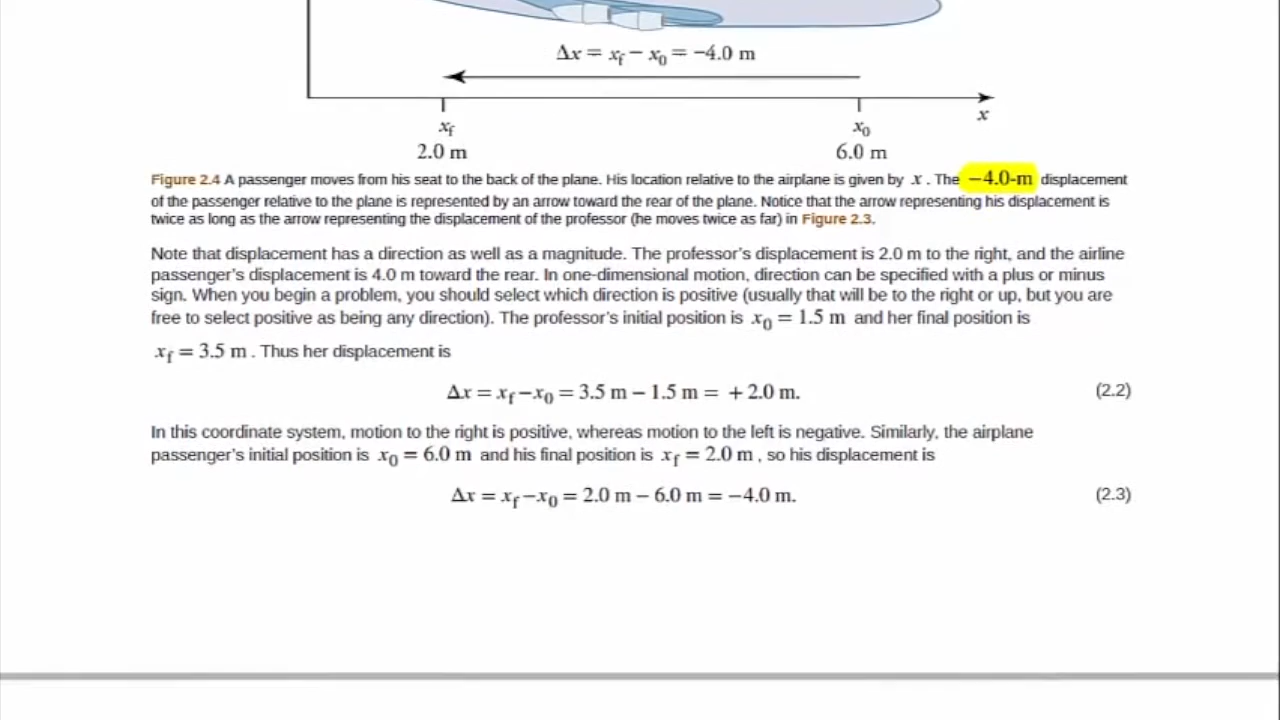 Δx = xf − x0 = −4.0 m
x
xf x0
2.0 m 6.0 m
Figure 2.4 A passenger moves from his seat to the back of the plane. His location relative to the airplane is given by x . The −4.0-m displacement
of the passenger relative to the plane is represented by an arrow toward the rear of the plane. Notice that the arrow representing his displacement is
twice as long as the arrow representing the displacement of the professor (he moves twice as far) in Figure 2.3.
Note that displacement has a direction as well as a magnitude. The professor's displacement is 2.0 m to the right, and the airline
passenger's displacement is 4.0 m toward the rear. In one-dimensional motion, direction can be specified with a plus or minus
sign. When you begin a problem, you should select which direction is positive (usually that will be to the right or up, but you are
free to select positive as being any direction). The professor's initial position is x0 = 1.5 m and her final position is
xf = 3.5 m . Thus her displacement is
Δx = xf −x0 = 3.5 m − 1.5 m = + 2.0 m. (2.2)
In this coordinate system, motion to the right is positive, whereas motion to the left is negative. Similarly, the airplane
passenger's initial position is x0 = 6.0 m and his final position is xf = 2.0 m , so his displacement is
Δx = xf −x0 = 2.0 m − 6.0 m = −4.0 m. (2.3)